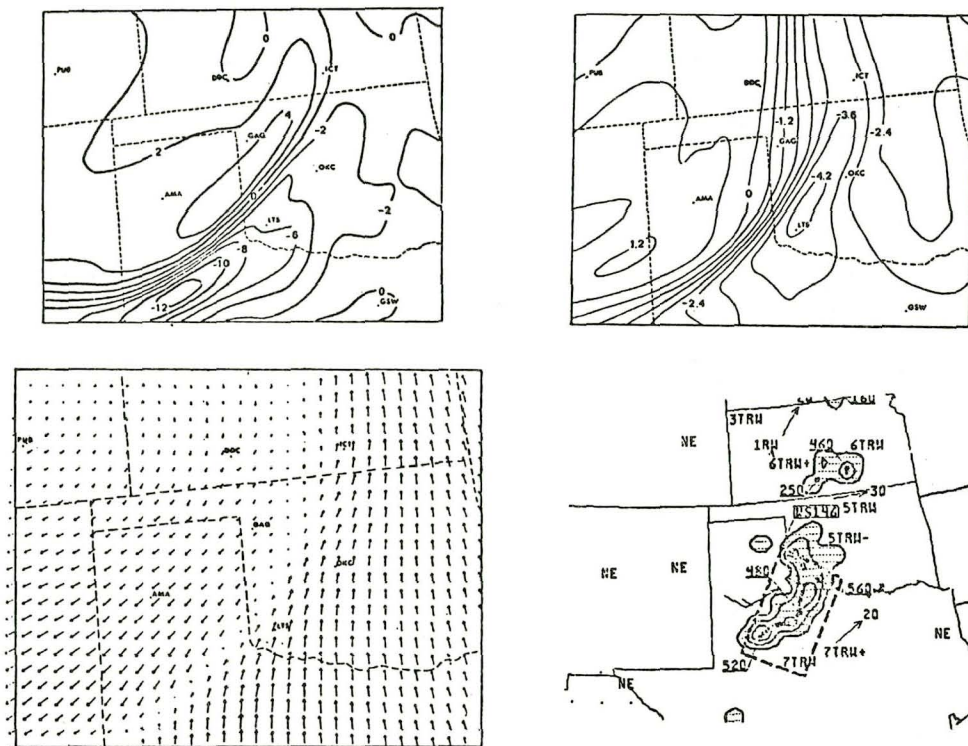 0
0
PUB
DDC
ICT
4
-2
GAG
2
OKC
AMA
0
-2
LTS
-6
-8
-10
-12
0
GSW
PUB
DDC
ICT
-1.2
-3.6
GAG
-2.4
-4.2
OKC
AMA
0
LTS
1.2
-2.4
GSW
PUB
DDC
GAG
OKC
AMA
LTS
3TRW
NE
1RW
460
6TRW
6TRW+
250
30
WS146
5TRW
5TRW-
NE
NE
480
560
20
NE
7TRW
7TRW+
520
NE